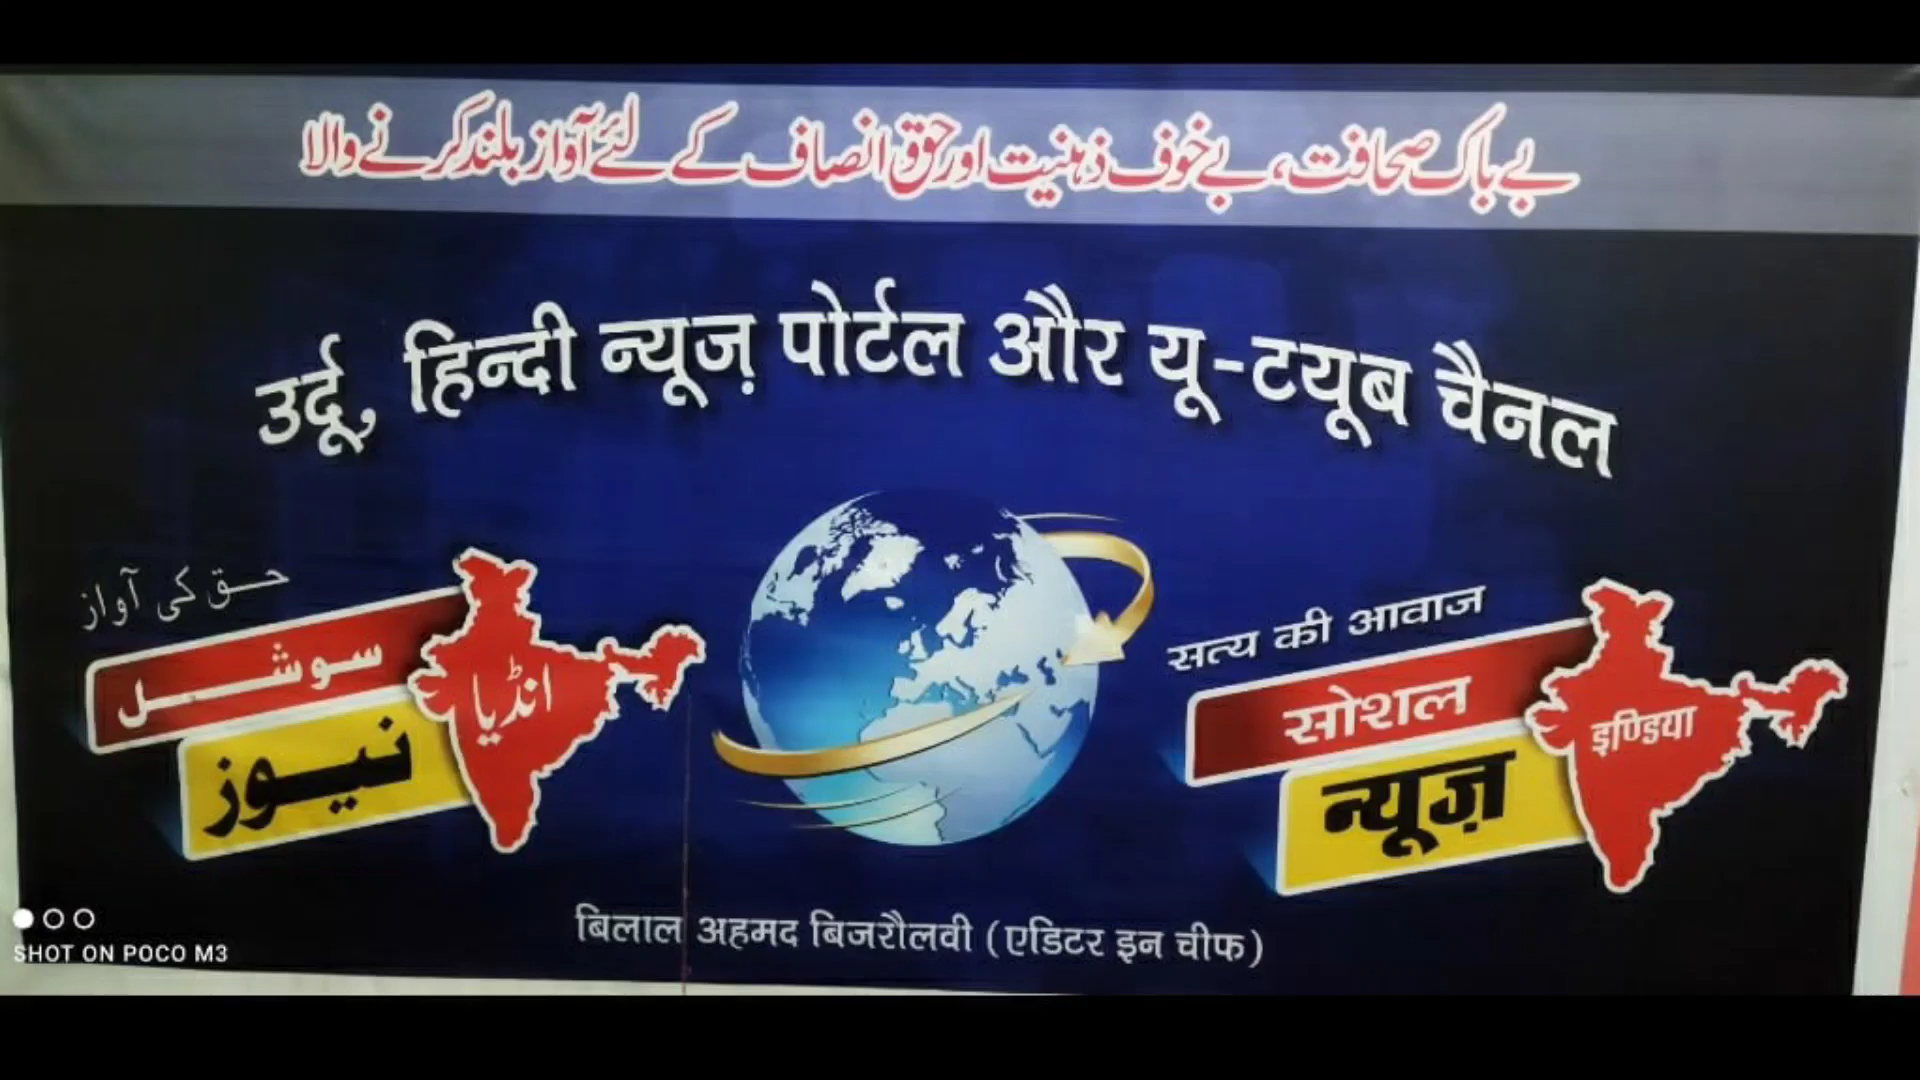 بے باک صحافت، بے خوف ذہنیت اور حق انصاف کے لئے آواز بلند کرنے والا
उर्दू, हिन्दी न्यूज़ पोर्टल और यू-टयूब चैनल
حق کی آواز
سوشل
انڈیا
نیوز
सत्य की आवाज
सोशल
इण्डिया
न्यूज़
बिलाल अहमद बिजरौलवी (एडिटर इन चीफ)
SHOT ON POCO M3